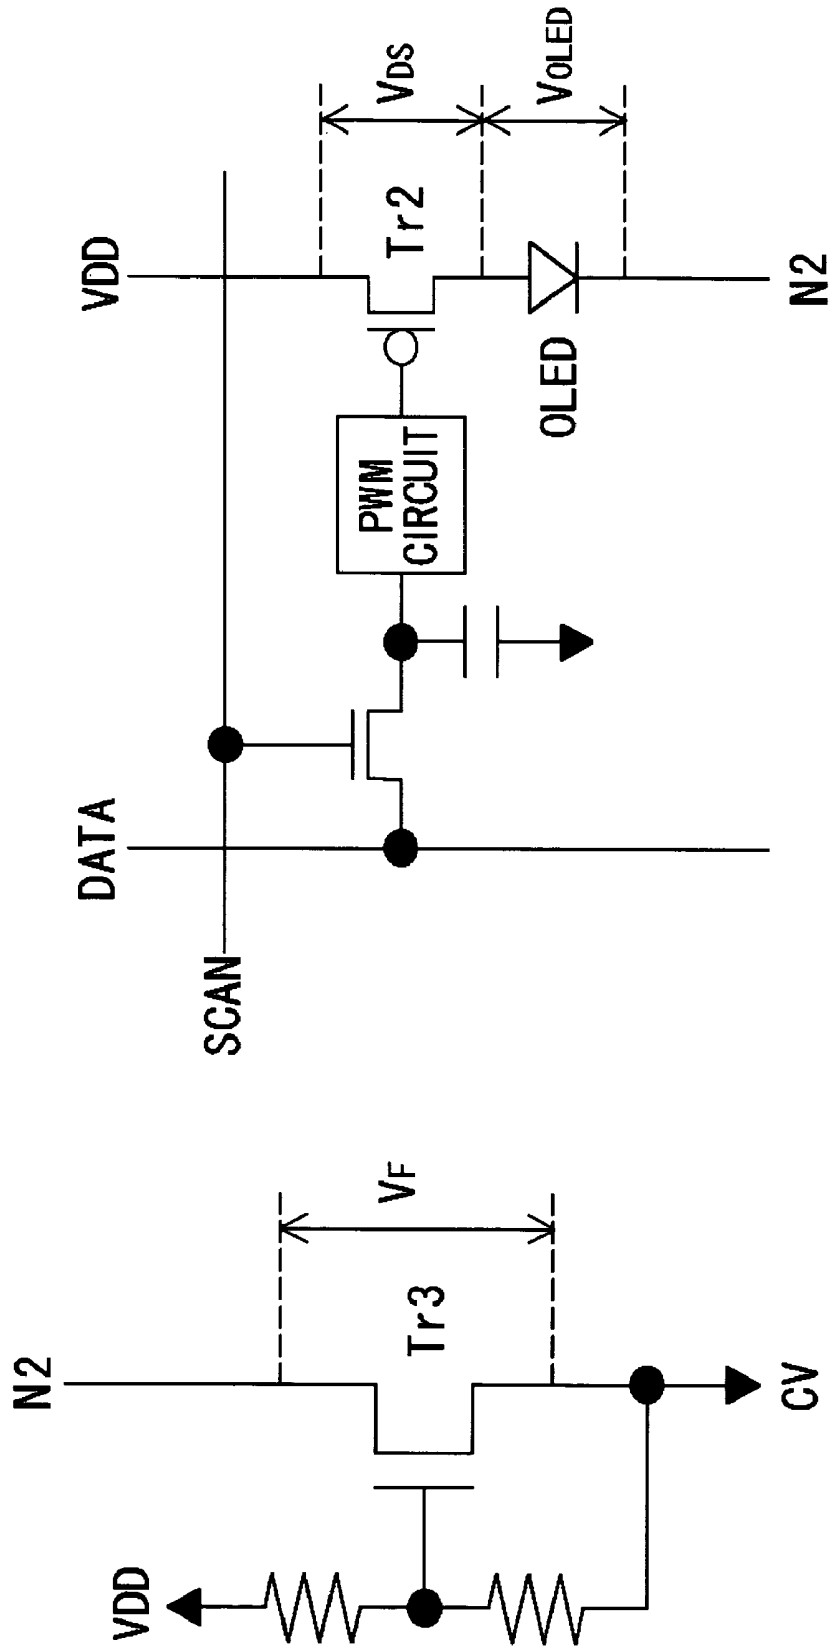 N2
VDD
Tr3
VF
CV
DATA
VDD
SCAN
PWM
CIRCUIT
Tr2
VDS
OLED
VOLED
N2